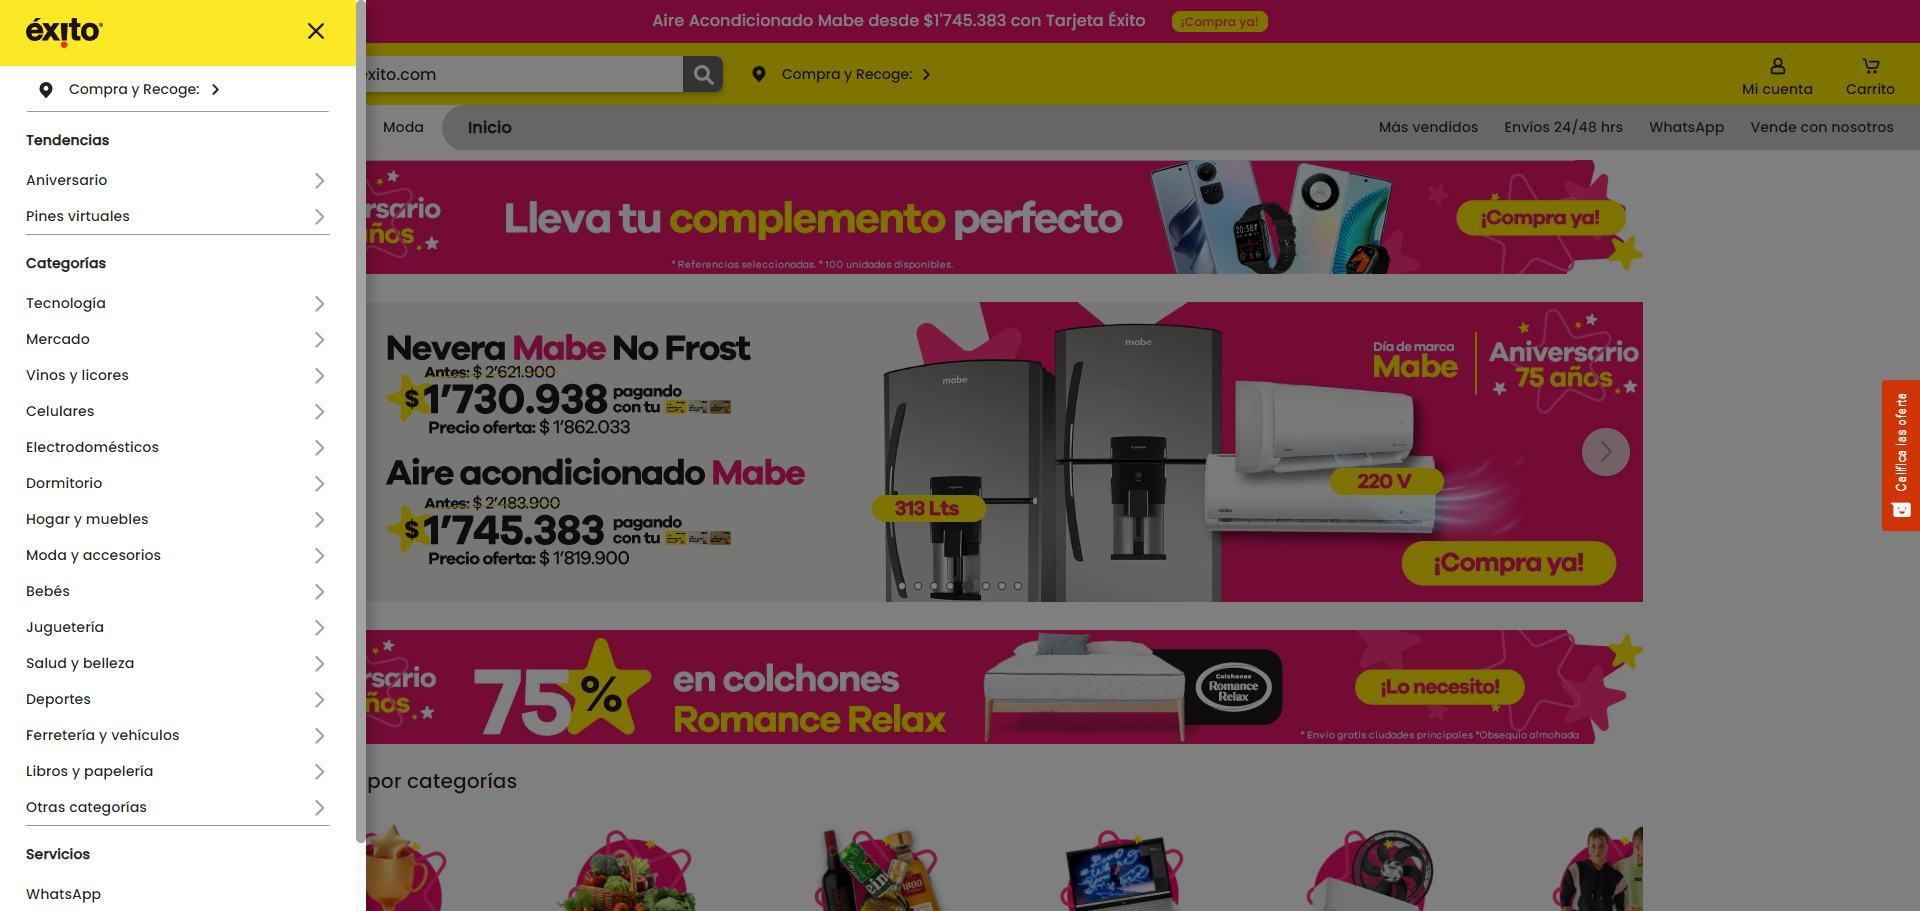 éxito
Compra y Recoge:
Tendencias
Aniversario
Pines virtuales
Categorías
Tecnología
Mercado
Vinos y licores
Celulares
Electrodomésticos
Dormitorio
Hogar y muebles
Moda y accesorios
Bebés
Juguetería
Salud y belleza
Deportes
Ferretería y vehículos
Libros y papelería
Otras categorías
Servicios
WhatsApp
Aire Acondicionado Mabe desde $1'745.383 con Tarjeta Éxito ¡Compra ya!
éxito.com
Compra y Recoge:
Mi cuenta
Carrito
Moda
Inicio
Más vendidos
Envíos 24/48 hrs
WhatsApp
Vende con nosotros
Lleva tu complemento perfecto
* Referencias seleccionadas. * 100 unidades disponibles.
20:38
¡Compra ya!
Nevera Mabe No Frost
Antes: $ 2'621.900
$ 1'730.938 pagando
con tu
Precio oferta: $ 1'862.033
Aire acondicionado Mabe
Antes: $ 2'483.900
$ 1'745.383 pagando
con tu
Precio oferta: $ 1'819.900
mabe
mabe
313 Lts
220 V
mabe
Día de marca
Mabe
Aniversario
75 años
¡Compra ya!
Califica las oferta
75%
en colchones
Romance Relax
Colchones
Romance
Relax
¡Lo necesito!
* Envío gratis ciudades principales *Obsequio almohada
por categorías
1800